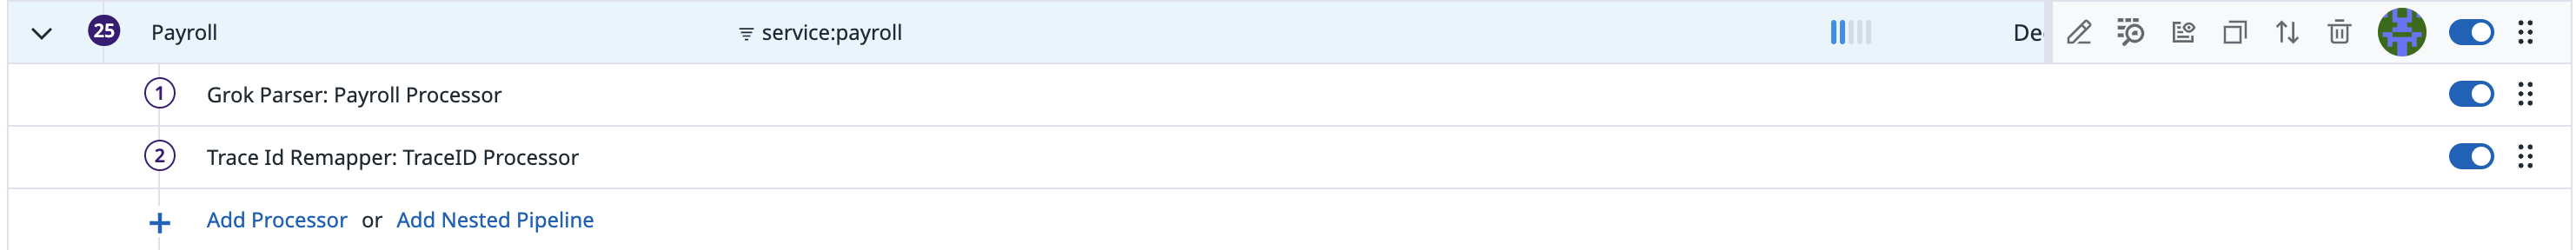 25 Payroll service:payroll
1 Grok Parser: Payroll Processor
2 Trace Id Remapper: TraceID Processor
+ Add Processor or Add Nested Pipeline